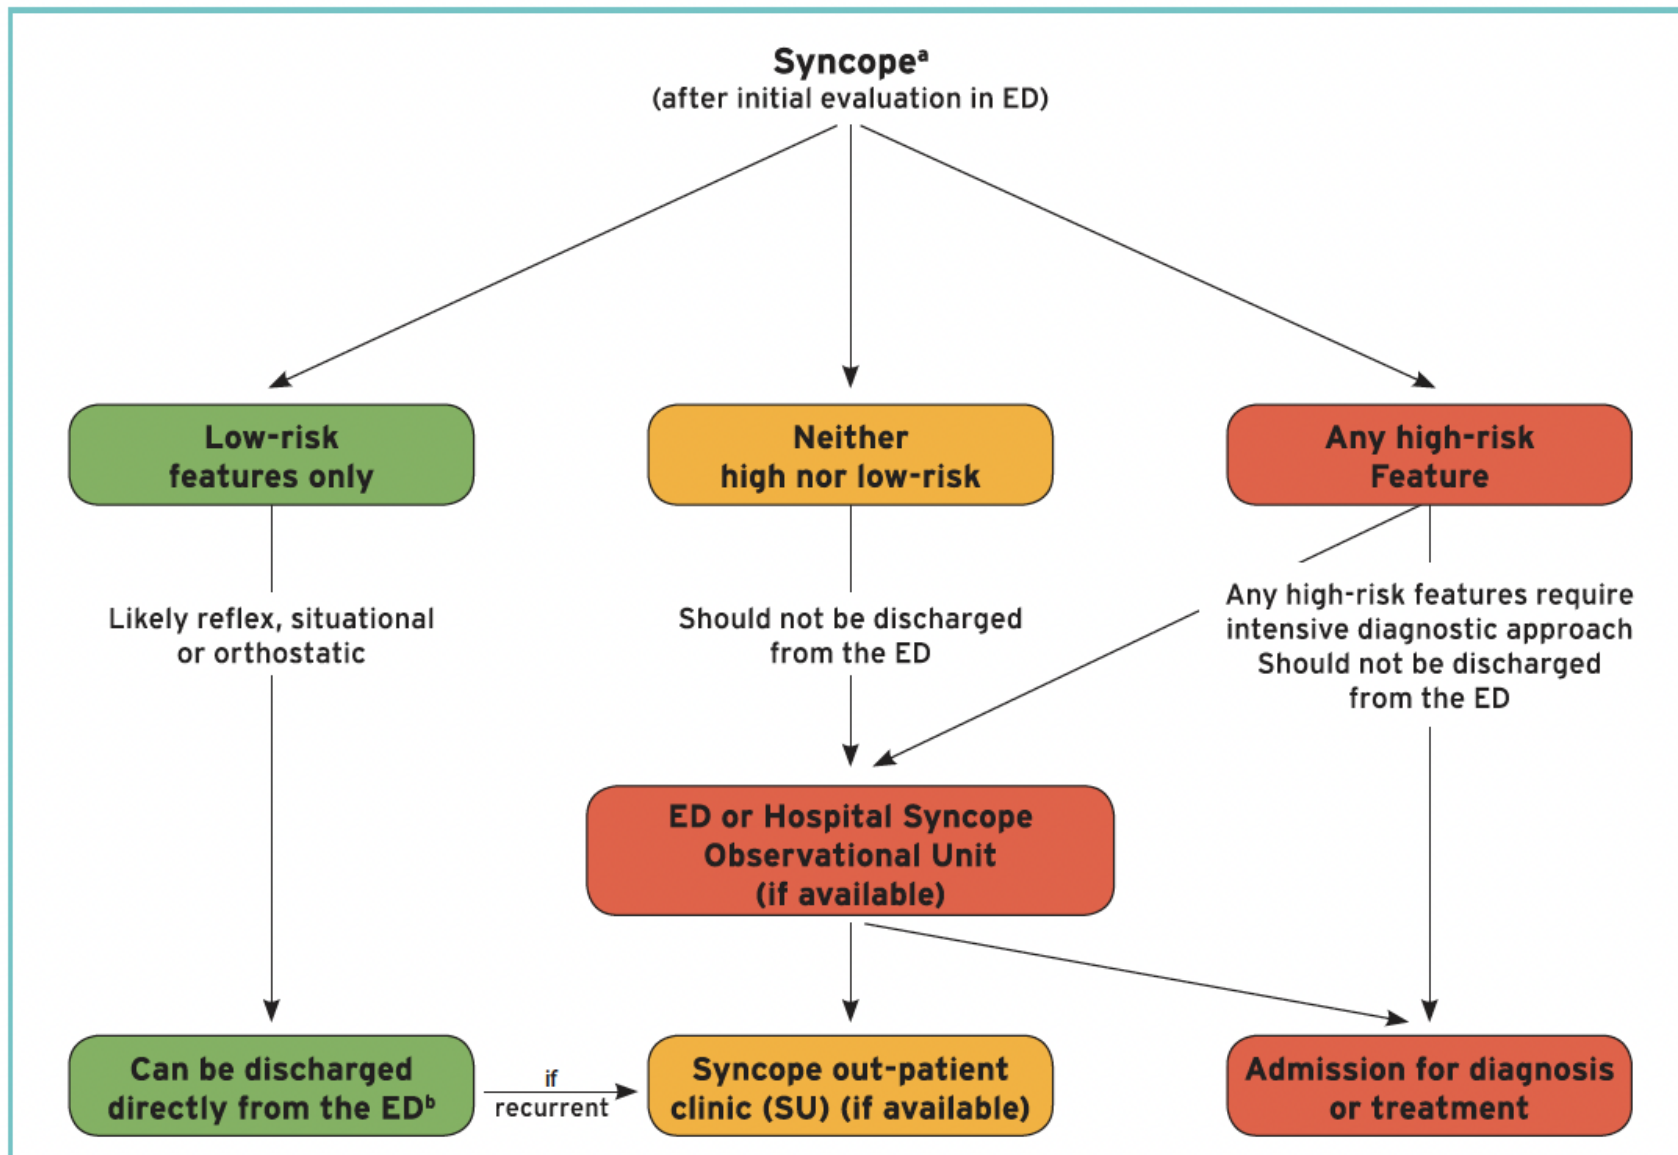 Syncopeᵃ
(after initial evaluation in ED)
Low-risk
features only
Neither
high nor low-risk
Any high-risk
Feature
Likely reflex, situational
or orthostatic
Should not be discharged
from the ED
Any high-risk features require
intensive diagnostic approach
Should not be discharged
from the ED
ED or Hospital Syncope
Observational Unit
(if available)
Can be discharged
directly from the EDᵇ
if
recurrent
Syncope out-patient
clinic (SU) (if available)
Admission for diagnosis
or treatment